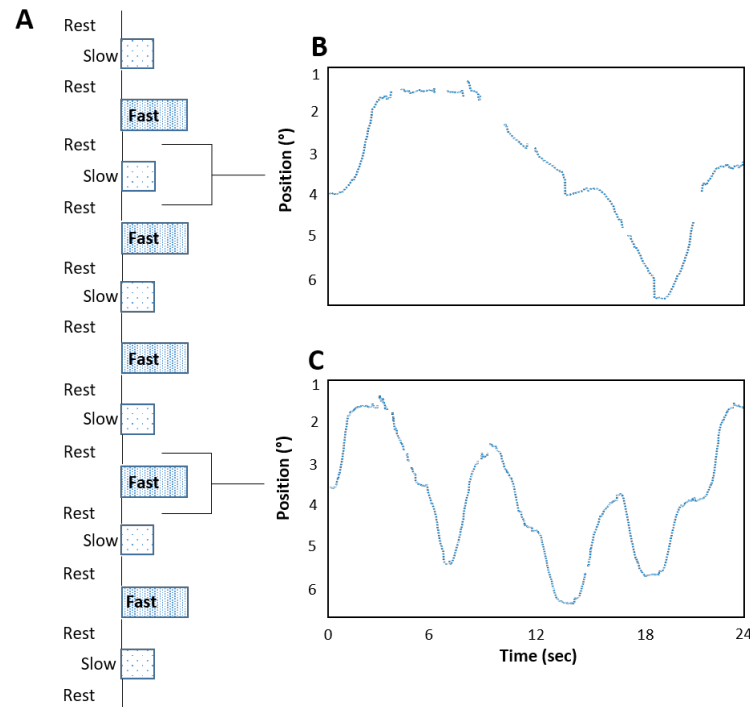 A
Rest
Slow
Rest
Fast
Rest
Slow
Rest
Fast
Rest
Slow
Rest
Fast
Rest
Slow
Rest
Fast
Rest
Slow
Rest
Fast
Rest
Slow
Rest
B
Position (°)
1
2
3
4
5
6
C
Position (°)
1
2
3
4
5
6
0 6 12 18 24
Time (sec)